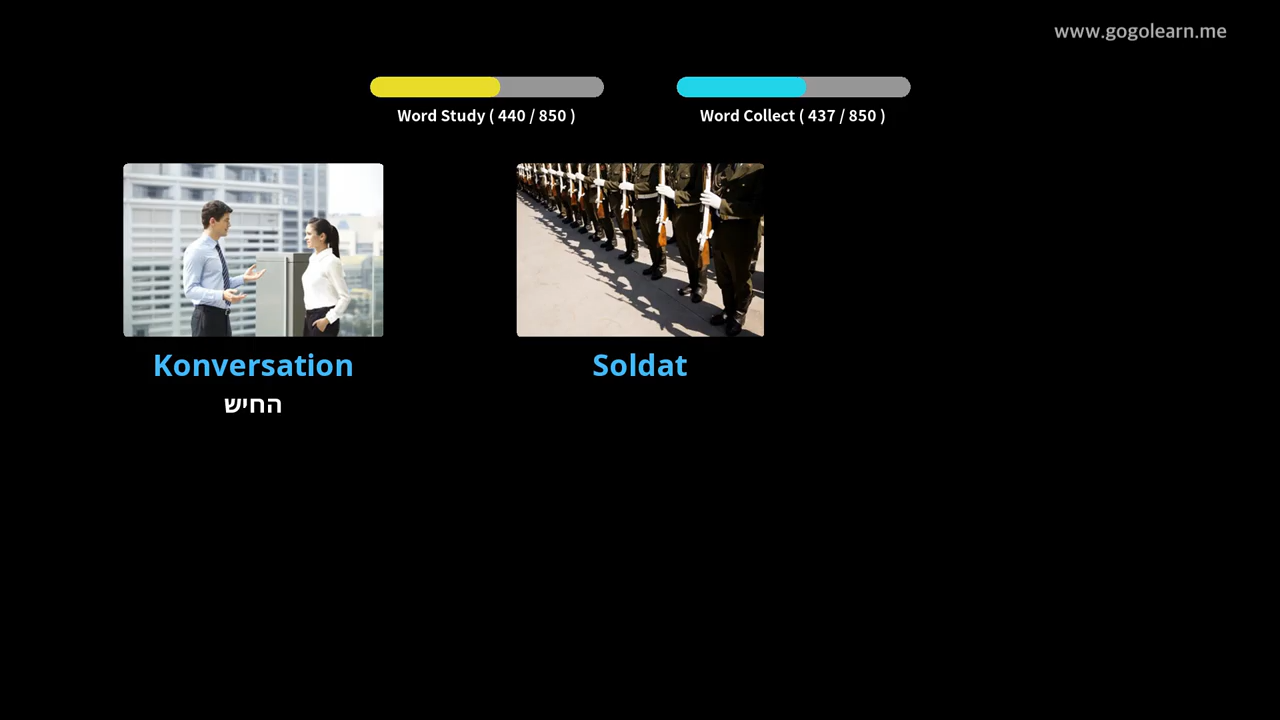 www.gogolearn.me
Word Study ( 440 / 850 )
Word Collect ( 437 / 850 )
Konversation
החיש
Soldat